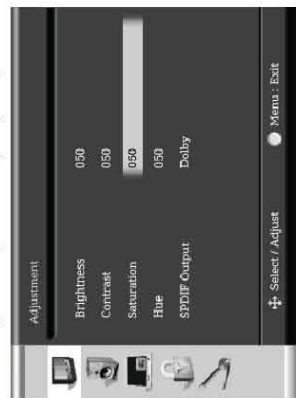 Adjustment
Brightness 050
Contrast 050
Saturation 050
Hue 050
SPDIF Output Dolby
Select / Adjust Menu : Exit